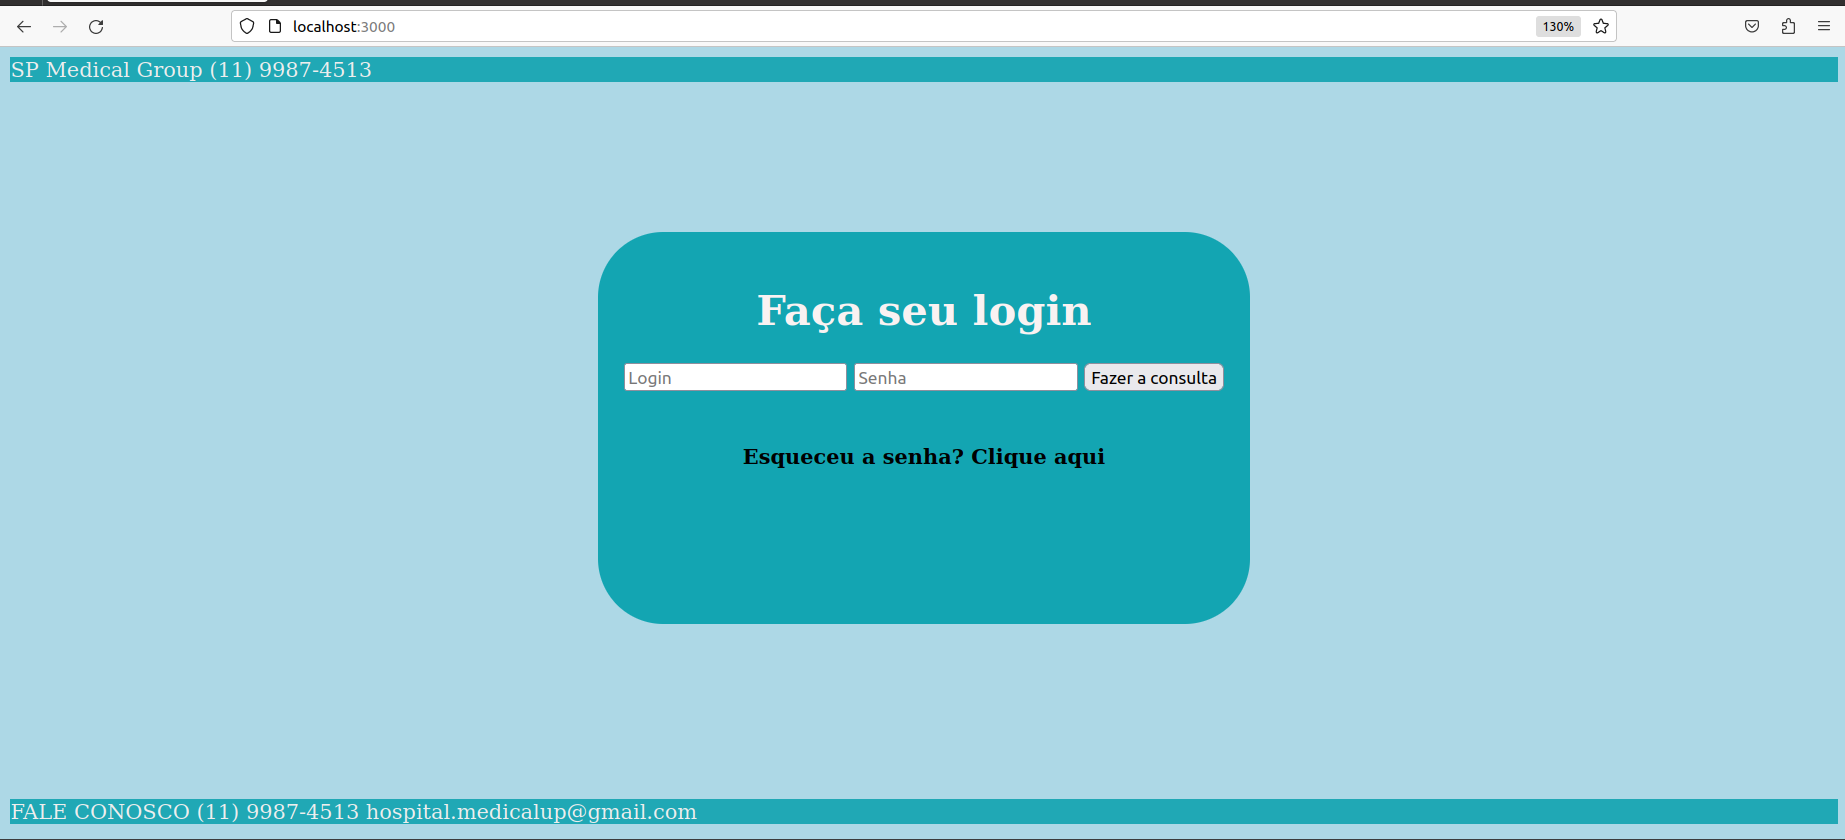 localhost:3000
130%
SP Medical Group (11) 9987-4513
Faça seu login
Login Senha Fazer a consulta
Esqueceu a senha? Clique aqui
FALE CONOSCO (11) 9987-4513 hospital.medicalup@gmail.com